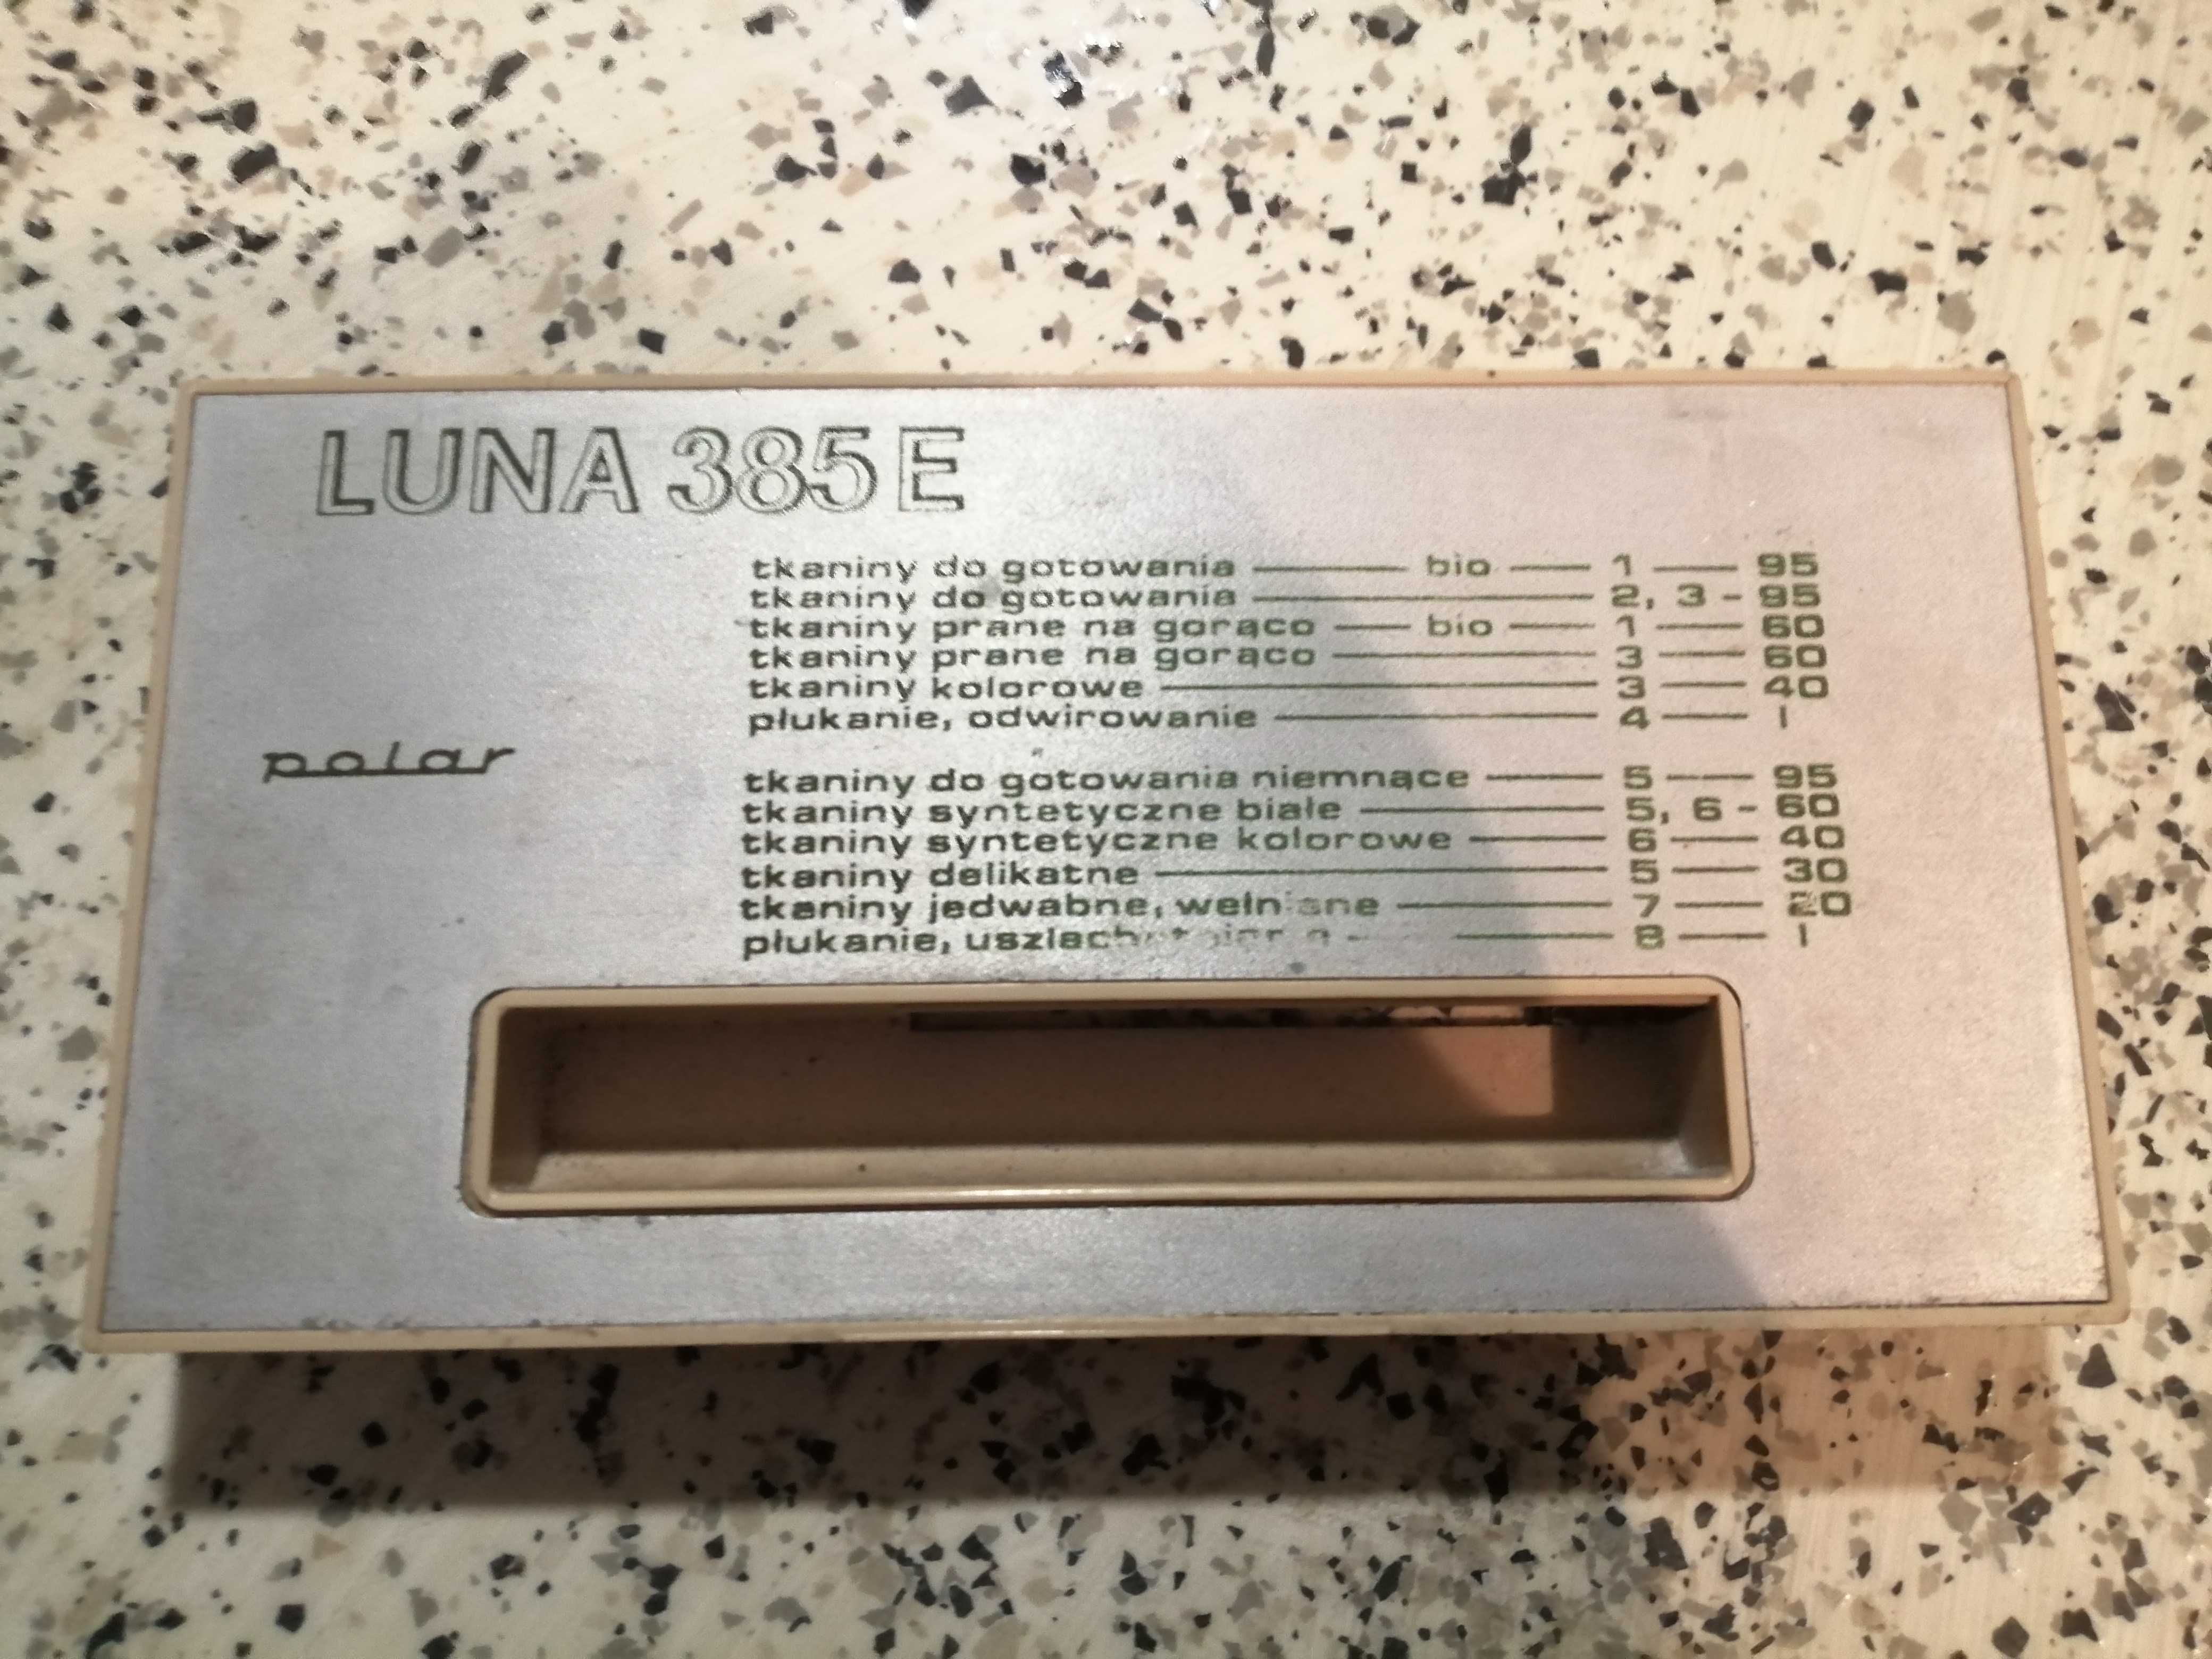 LUNA 385 E
tkaniny do gotowania — bio — 1 — 95
tkaniny do gotowania — 2, 3 - 95
tkaniny prane na gorąco — bio — 1 — 60
tkaniny prane na gorąco — 3 — 60
tkaniny kolorowe — 3 — 40
płukanie, odwirowanie — 4 — I
polar
tkaniny do gotowania niemnące — 5 — 95
tkaniny syntetyczne białe — 5, 6 - 60
tkaniny syntetyczne kolorowe — 6 — 40
tkaniny delikatne — 5 — 30
tkaniny jedwabne, wełniane — 7 — 20
płukanie, — 8 — I